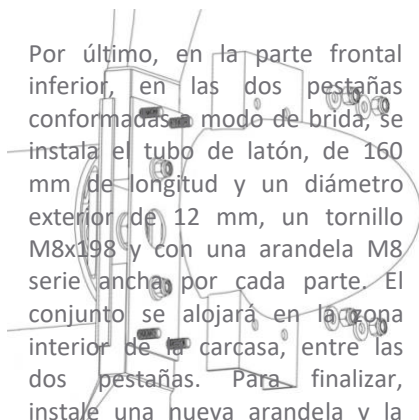 Por último, en la parte frontal
inferior, en las dos pestañas
conformadas a modo de brida, se
instala el tubo de latón, de 160
mm de longitud y un diámetro
exterior de 12 mm, un tornillo
M8x198 y con una arandela M8
serie ancha por cada parte. El
conjunto se alojará en la zona
interior de la carcasa, entre las
dos pestañas. Para finalizar,
instale una nueva arandela y la